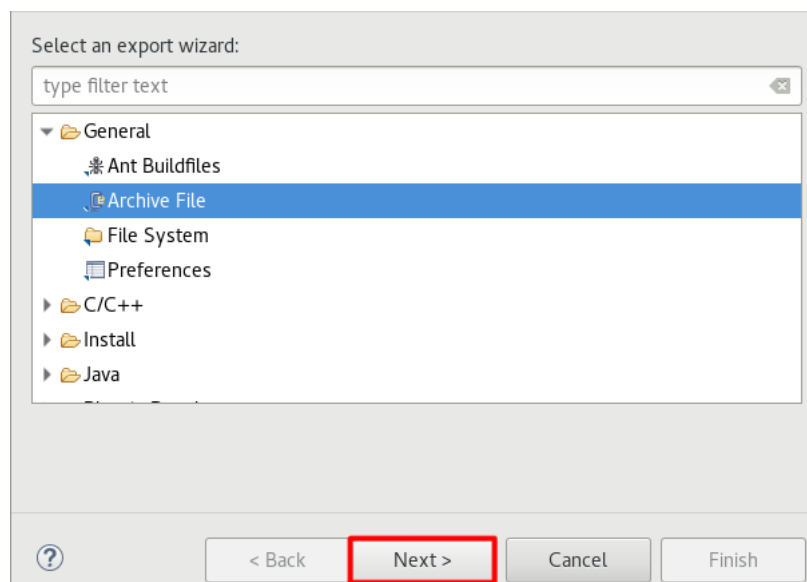 Select an export wizard:
type filter text
General
Ant Buildfiles
Archive File
File System
Preferences
C/C++
Install
Java
? < Back Next > Cancel Finish